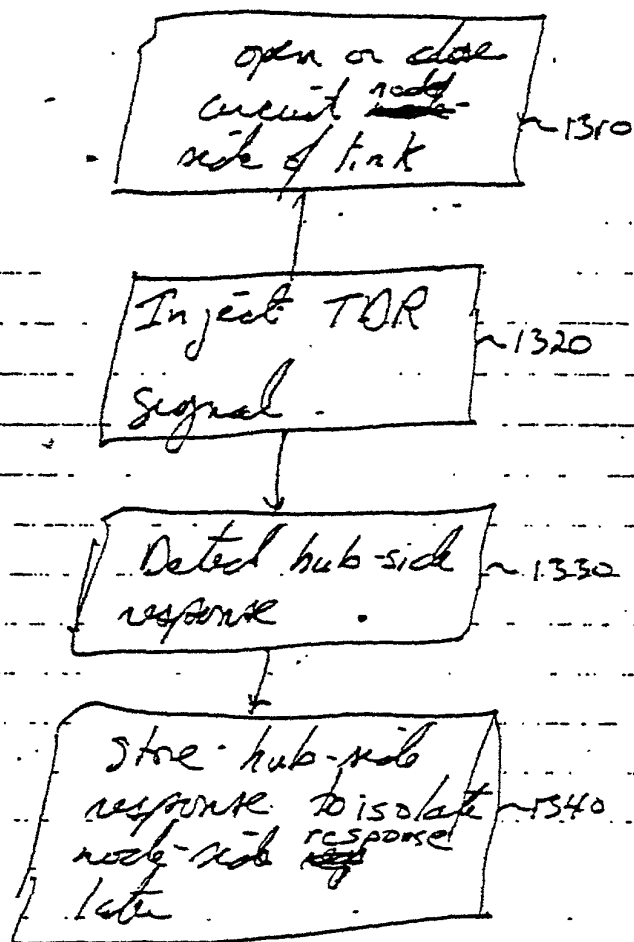 open or close
circuit node
side of link
~1310
Inject TDR
signal.
~1320
Detect hub-side
response.
~1330
Store hub-side
response to isolate
node-side response
later
~1340